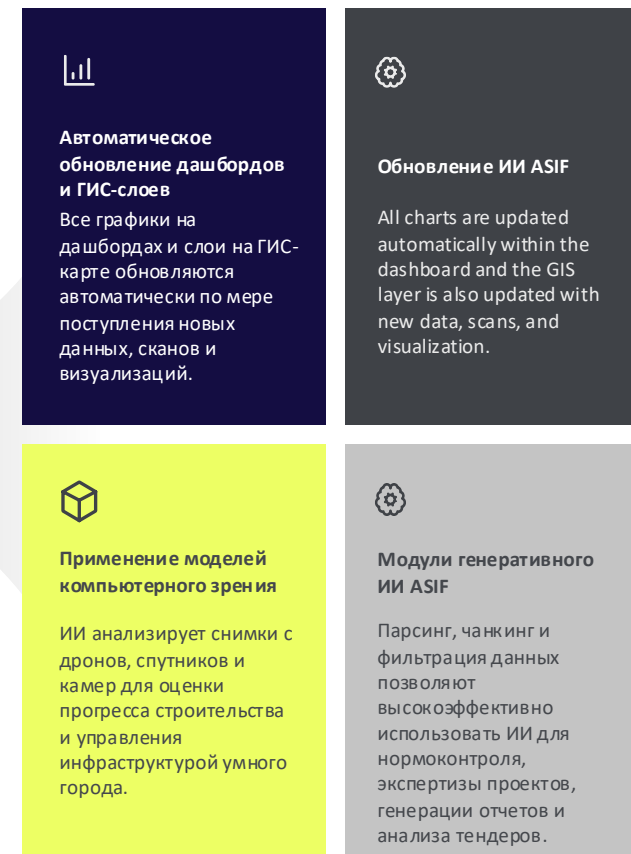 Автоматическое
обновление дашбордов
и ГИС-слоев
Все графики на
дашбордах и слои на ГИС-
карте обновляются
автоматически по мере
поступления новых
данных, сканов и
визуализаций.
Обновление ИИ ASIF
All charts are updated
automatically within the
dashboard and the GIS
layer is also updated with
new data, scans, and
visualization.
Применение моделей
компьютерного зрения
ИИ анализирует снимки с
дронов, спутников и
камер для оценки
прогресса строительства
и управления
инфраструктурой умного
города.
Модули генеративного
ИИ ASIF
Парсинг, чанкинг и
фильтрация данных
позволяют
высокоэффективно
использовать ИИ для
нормоконтроля,
экспертизы проектов,
генерации отчетов и
анализа тендеров.